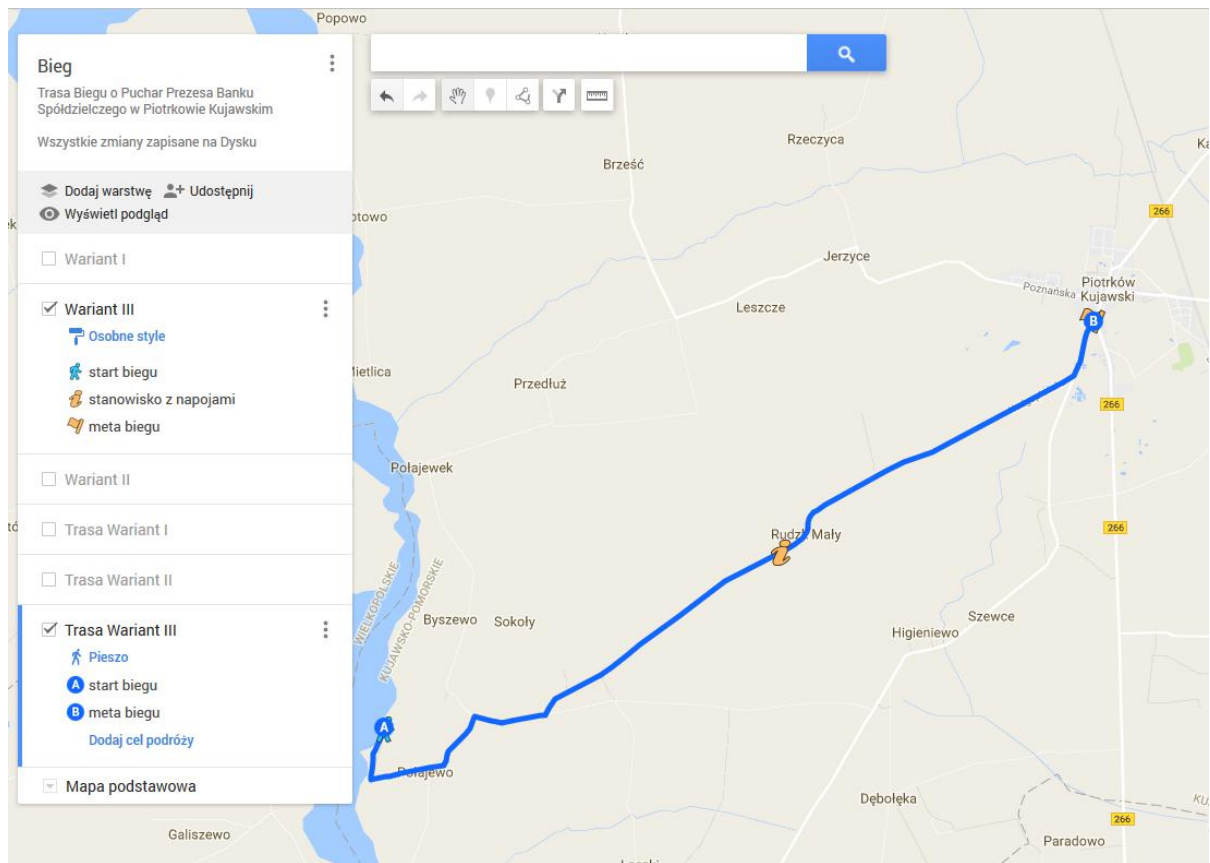 Popowo
Bieg
Trasa Biegu o Puchar Prezesa Banku
Spółdzielczego w Piotrkowie Kujawskim
Wszystkie zmiany zapisane na Dysku
Dodaj warstwę Udostępnij
Wyświetl podgląd
Wariant I
Wariant III
Osobne style
start biegu
stanowisko z napojami
meta biegu
Wariant II
Trasa Wariant I
Trasa Wariant II
Trasa Wariant III
Pieszo
A start biegu
B meta biegu
Dodaj cel podróży
Mapa podstawowa
Rzeczyca
Brześć
266
Jerzyce
Poznańska
Piotrków
Kujawski
Leszcze
B
Przedłuż
266
Połajewek
Rudzk Mały
266
WIELKOPOLSKIE
KUJAWSKO-POMORSKIE
Byszewo
Sokoły
Szewce
Higieniewo
A
Połajewo
Dębołęka
266
Galiszewo
Paradowo